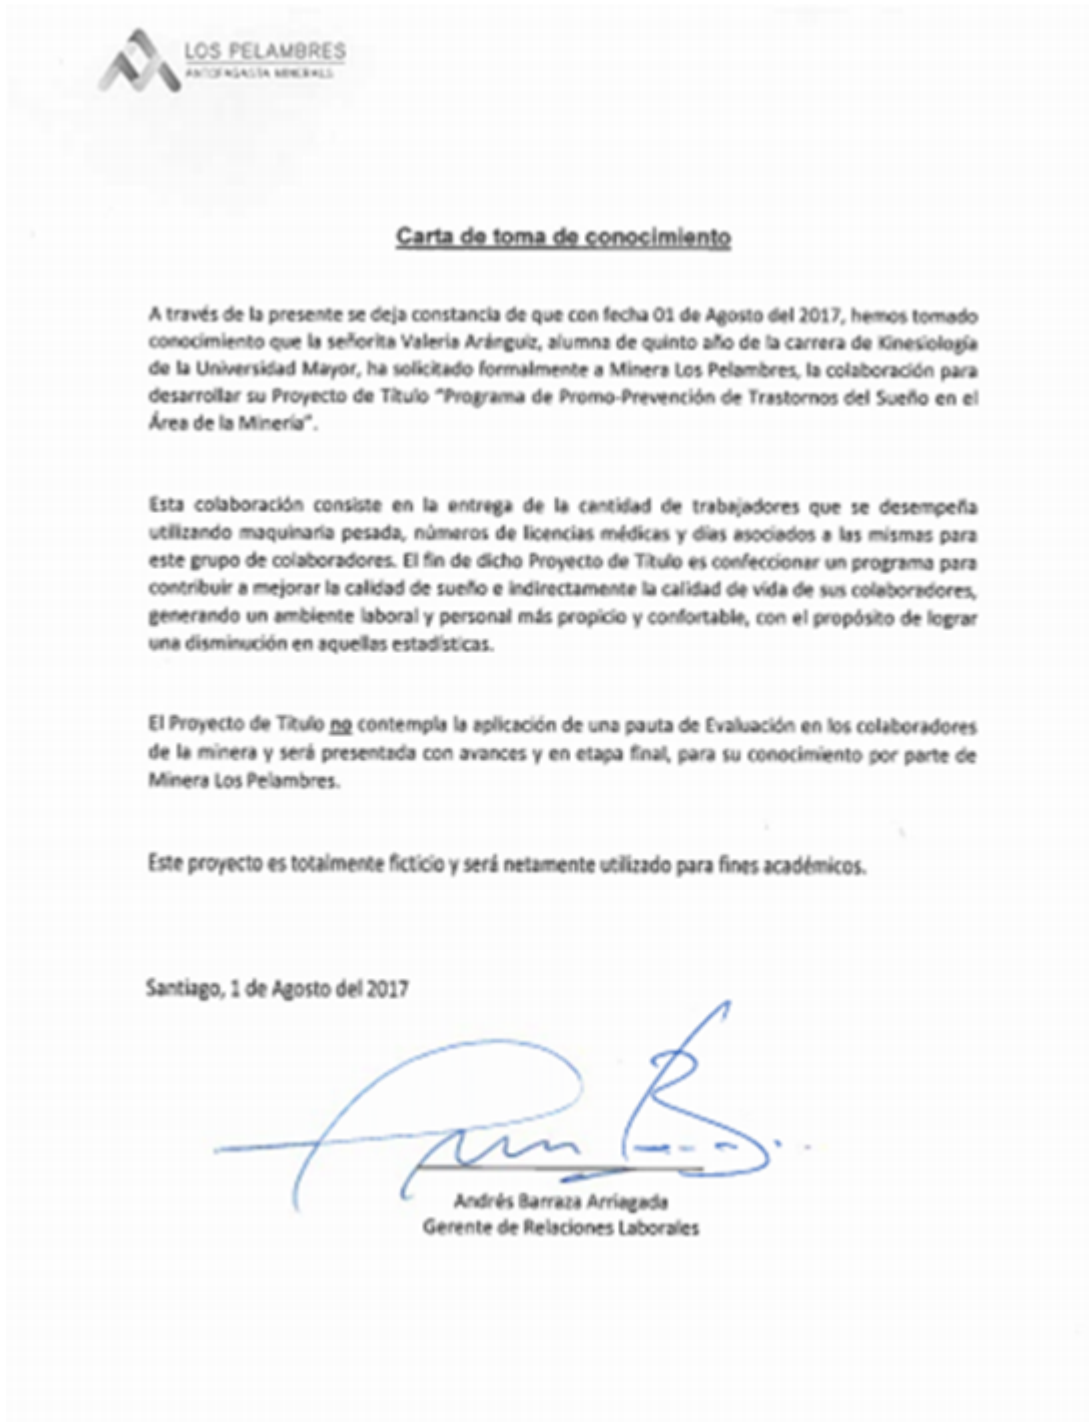 LOS PELAMBRES
ANTOFAGASTA MINERALS
Carta de toma de conocimiento
A través de la presente se deja constancia de que con fecha 01 de Agosto del 2017, hemos tomado
conocimiento que la señorita Valeria Aránguiz, alumna de quinto año de la carrera de Kinesiología
de la Universidad Mayor, ha solicitado formalmente a Minera Los Pelambres, la colaboración para
desarrollar su Proyecto de Título "Programa de Promo-Prevención de Trastornos del Sueño en el
Área de la Minería".
Esta colaboración consiste en la entrega de la cantidad de trabajadores que se desempeña
utilizando maquinaria pesada, números de licencias médicas y días asociados a las mismas para
este grupo de colaboradores. El fin de dicho Proyecto de Título es confeccionar un programa para
contribuir a mejorar la calidad de sueño e indirectamente la calidad de vida de sus colaboradores,
generando un ambiente laboral y personal más propicio y confortable, con el propósito de lograr
una disminución en aquellas estadísticas.
El Proyecto de Título no contempla la aplicación de una pauta de Evaluación en los colaboradores
de la minera y será presentada con avances y en etapa final, para su conocimiento por parte de
Minera Los Pelambres.
Este proyecto es totalmente ficticio y será netamente utilizado para fines académicos.
Santiago, 1 de Agosto del 2017
Andrés Barraza Arriagada
Gerente de Relaciones Laborales